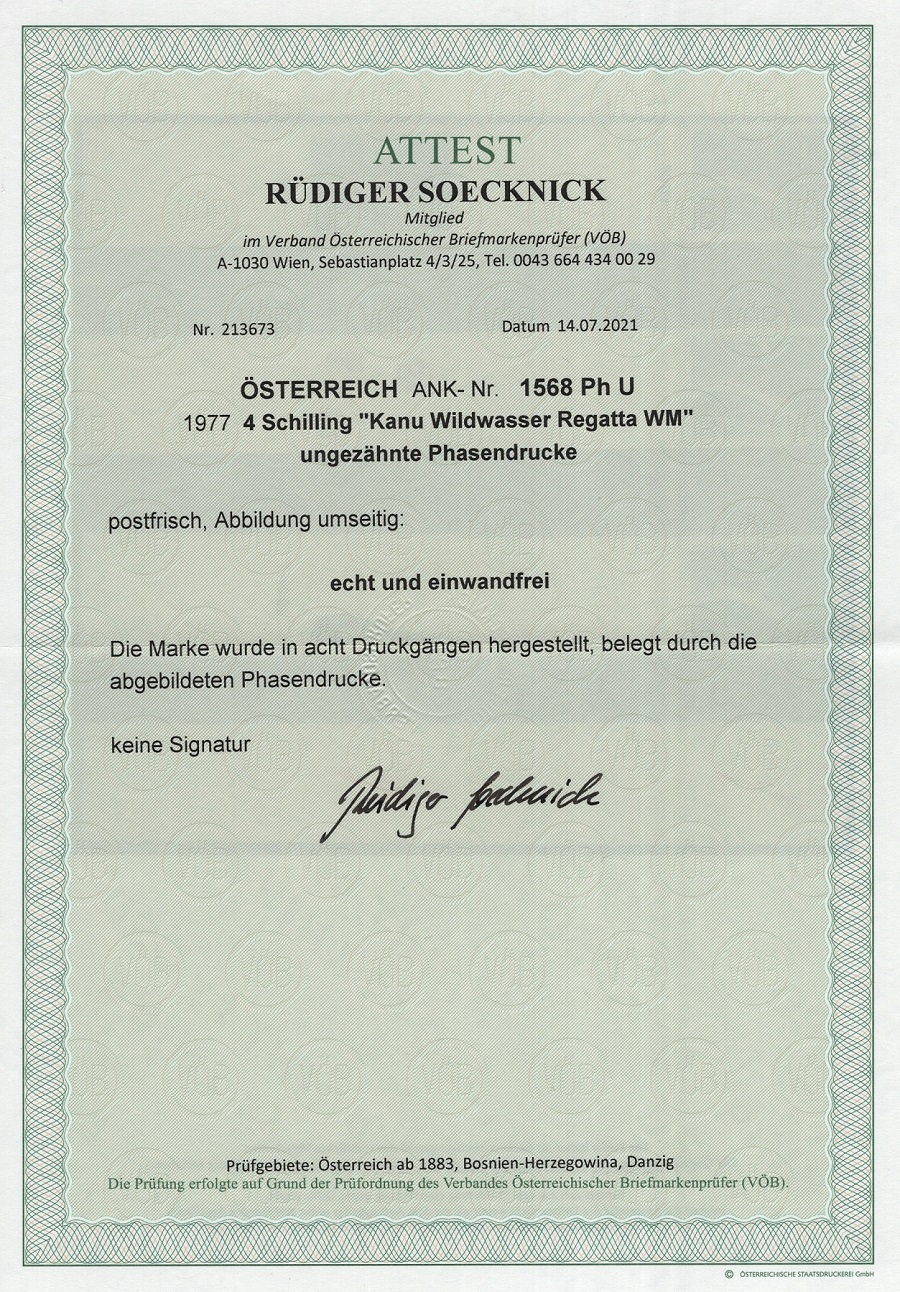 ATTEST
RÜDIGER SOECKNICK
Mitglied
im Verband Österreichischer Briefmarkenprüfer (VÖB)
A-1030 Wien, Sebastianplatz 4/3/25, Tel. 0043 664 434 00 29
Nr. 213673 Datum 14.07.2021
ÖSTERREICH ANK- Nr. 1568 Ph U
1977 4 Schilling "Kanu Wildwasser Regatta WM"
ungezähnte Phasendrucke
postfrisch, Abbildung umseitig:
echt und einwandfrei
Die Marke wurde in acht Druckgängen hergestellt, belegt durch die
abgebildeten Phasendrucke.
keine Signatur
Rüdiger Soecknick
Prüfgebiete: Österreich ab 1883, Bosnien-Herzegowina, Danzig
Die Prüfung erfolgte auf Grund der Prüfordnung des Verbandes Österreichischer Briefmarkenprüfer (VÖB).
© ÖSTERREICHISCHE STAATSDRUCKEREI GmbH